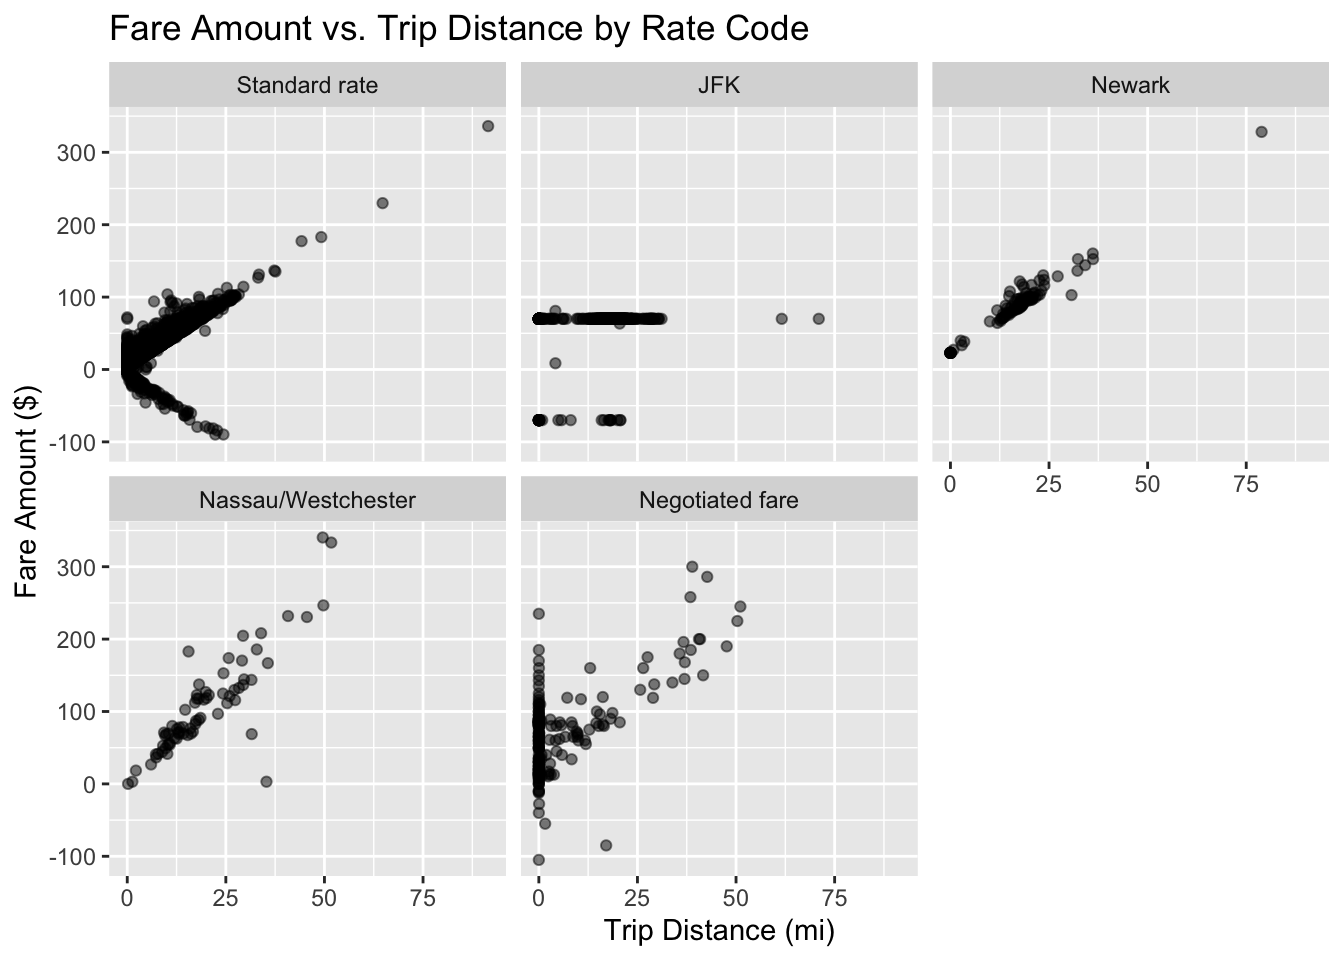 Fare Amount vs. Trip Distance by Rate Code
Standard rate
JFK
Newark
300
200
100
0
-100
0
25
50
75
Nassau/Westchester
Negotiated fare
300
200
100
0
-100
0
25
50
75
0
25
50
75
Trip Distance (mi)
Fare Amount ($)